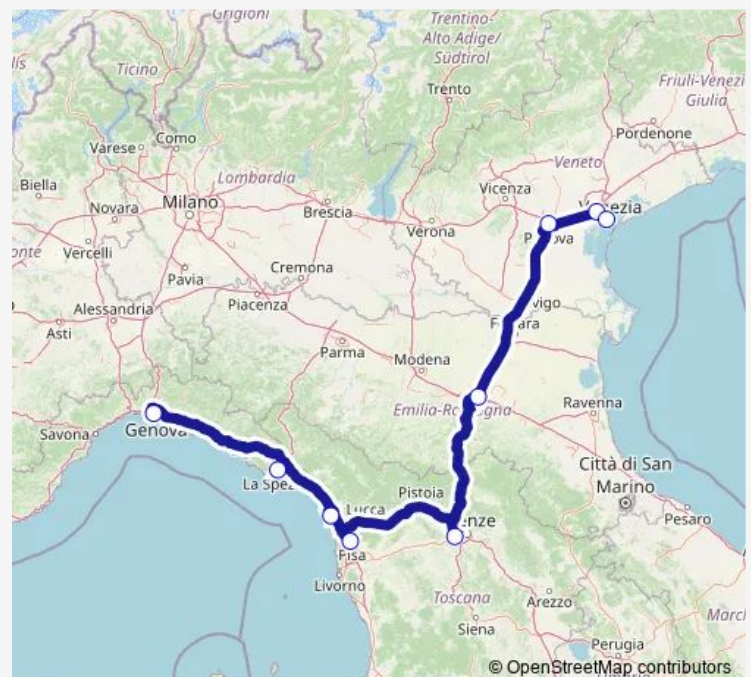 Grigioni
Trentino-
Alto Adige/
Südtirol
Ticino
Friuli-Venezi
Giulia
Trento
Como
Varese
Pordenone
Veneto
Lombardia
Biella
Vicenza
Milano
Novara
Brescia
Verona
Vercelli
Pavia
Cremona
Piacenza
Alessandria
Asti
Parma
Modena
Ravenna
Savona
Genova
Città di San
Marino
Pistoia
Lucca
Pesaro
Pisa
Livorno
Toscana
Arezzo
Siena
Perugia
© OpenStreetMap contributors